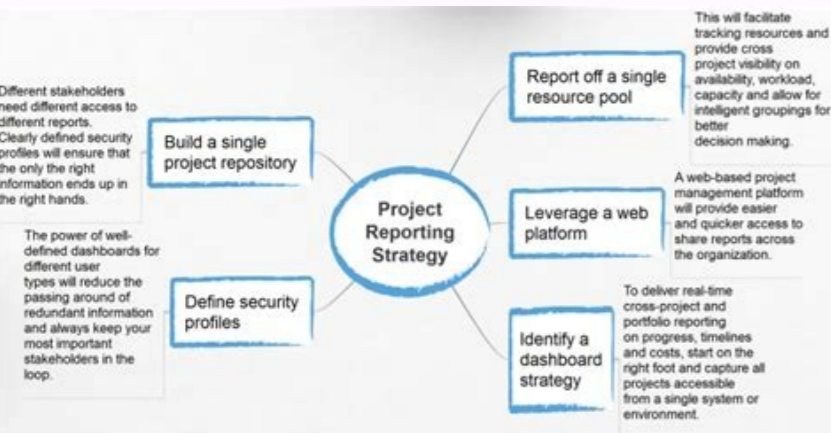 Project
Reporting
Strategy
Build a single
project repository
Different stakeholders
need different access to
different reports.
Clearly defined security
profiles will ensure that
the only the right
information ends up in
the right hands.
Define security
profiles
The power of well-
defined dashboards for
different user
types will reduce the
passing around of
redundant information
and always keep your
most important
stakeholders in the
loop.
Report off a single
resource pool
This will facilitate
tracking resources and
provide cross
project visibility on
availability, workload,
capacity and allow for
intelligent groupings for
better
decision making.
Leverage a web
platform
A web-based project
management platform
will provide easier
and quicker access to
share reports across
the organization.
Identify a
dashboard
strategy
To deliver real-time
cross-project and
portfolio reporting
on progress, timelines
and costs, start on the
right foot and capture all
projects accessible
from a single system or
environment.